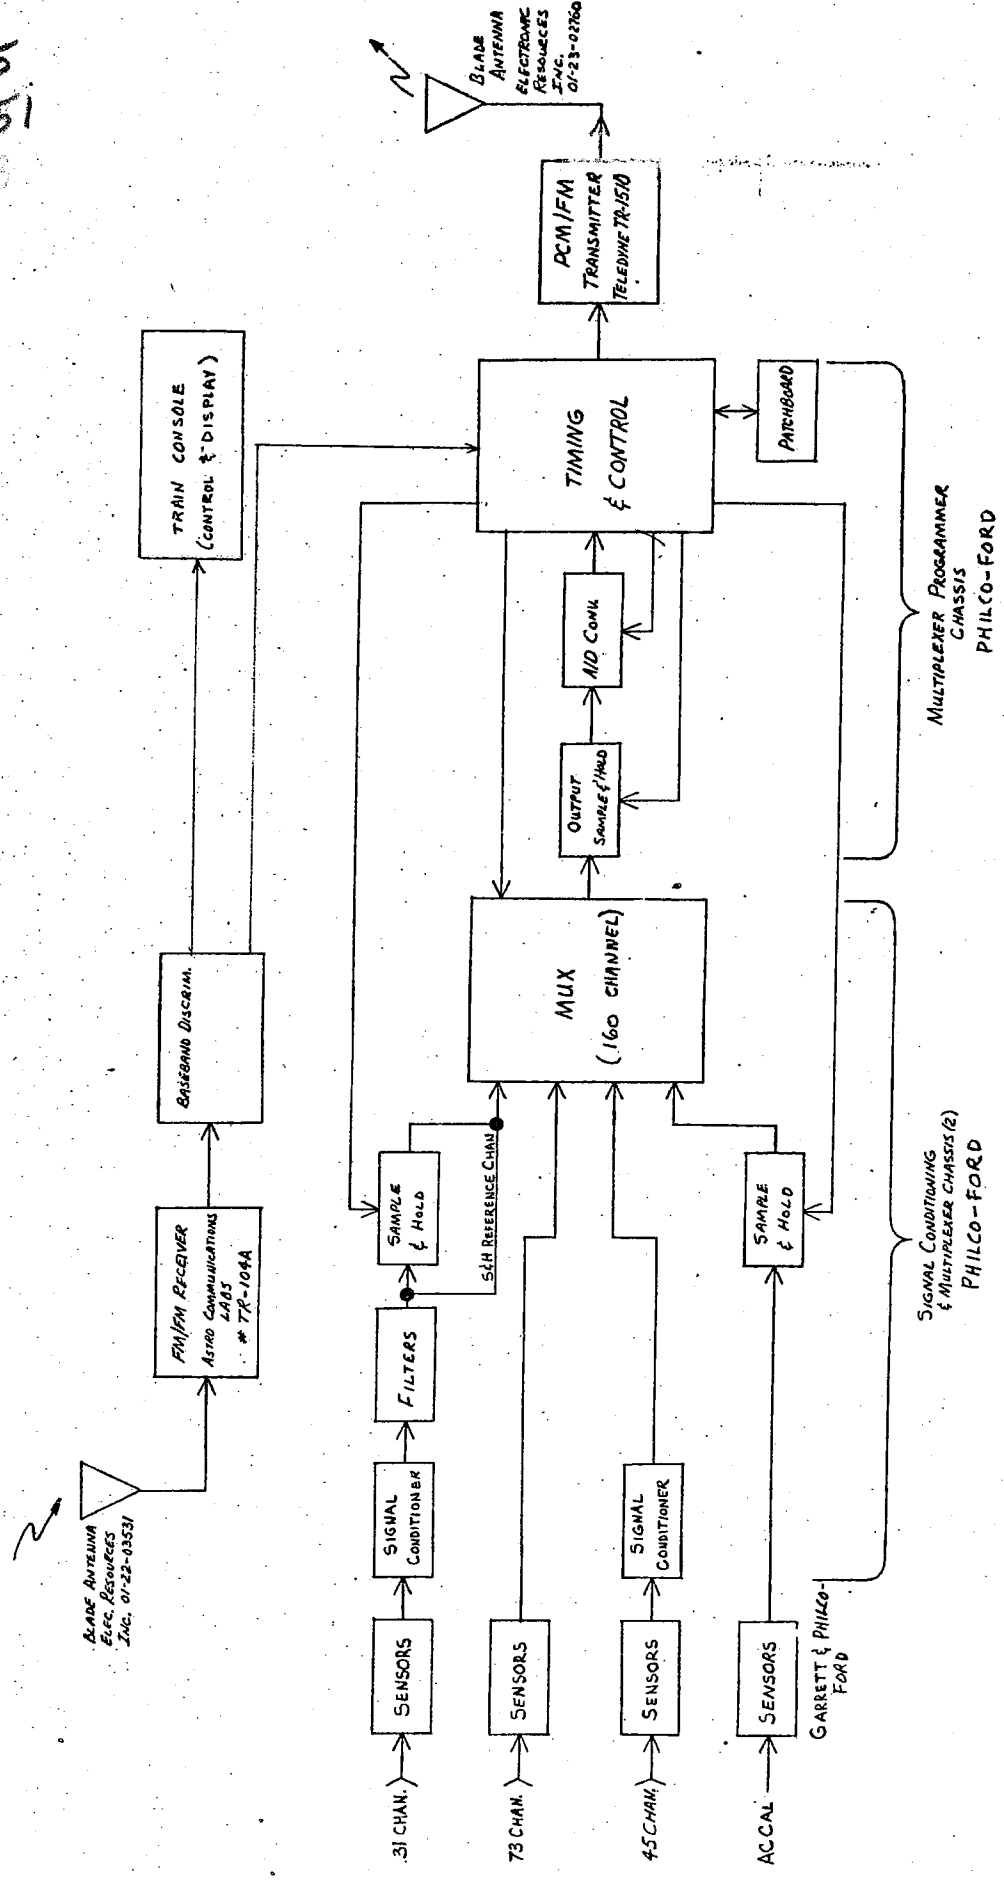 BLADE ANTENNA
ELEC. RESOURCES
INC. 01-22-03531
FM/FM RECEIVER
ASTRO COMMUNICATIONS
LABS
# TR-104A
BASEBAND DISCRIM.
TRAIN CONSOLE
(CONTROL & DISPLAY)
31 CHAN.
SENSORS
SIGNAL
CONDITIONER
FILTERS
SAMPLE
& HOLD
S&H REFERENCE CHAN
73 CHAN.
SENSORS
45 CHAN.
SENSORS
SIGNAL
CONDITIONER
AC CAL
SENSORS
SAMPLE
& HOLD
GARRETT & PHILCO-
FORD
MUX
(160 CHANNEL)
OUTPUT
SAMPLE & HOLD
A/D CONV.
TIMING
& CONTROL
PATCHBOARD
PCM/FM
TRANSMITTER
TELEDYNE TR-1510
BLADE
ANTENNA
ELECTRONIC
RESOURCES
INC.
01-23-02760
SIGNAL CONDITIONING
& MULTIPLEXER CHASSIS (2)
PHILCO-FORD
MULTIPLEXER PROGRAMMER
CHASSIS
PHILCO-FORD